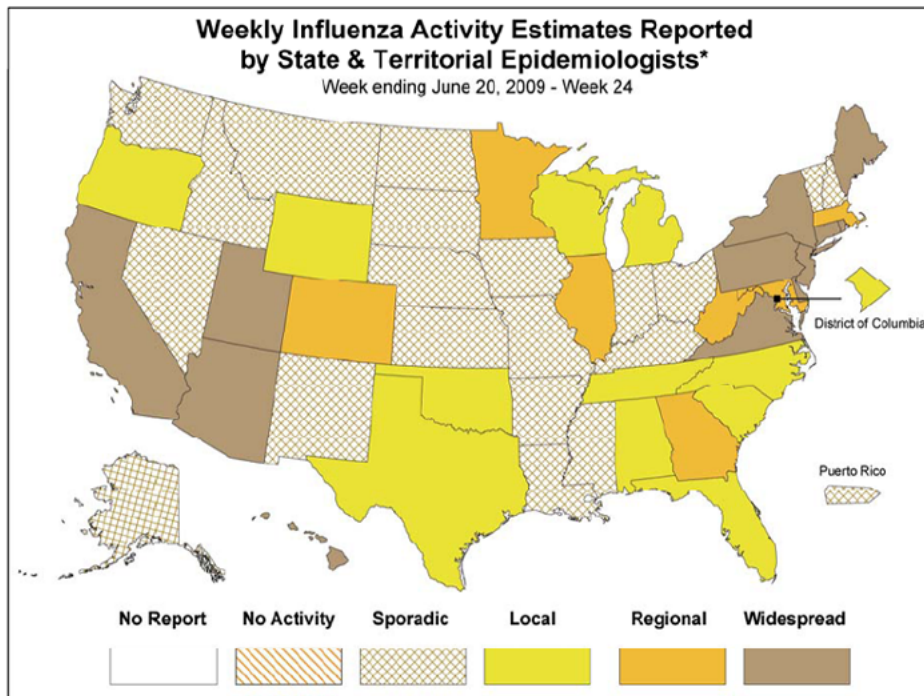 Weekly Influenza Activity Estimates Reported
by State & Territorial Epidemiologists*
Week ending June 20, 2009 - Week 24
District of Columbia
Puerto Rico
No Report No Activity Sporadic Local Regional Widespread